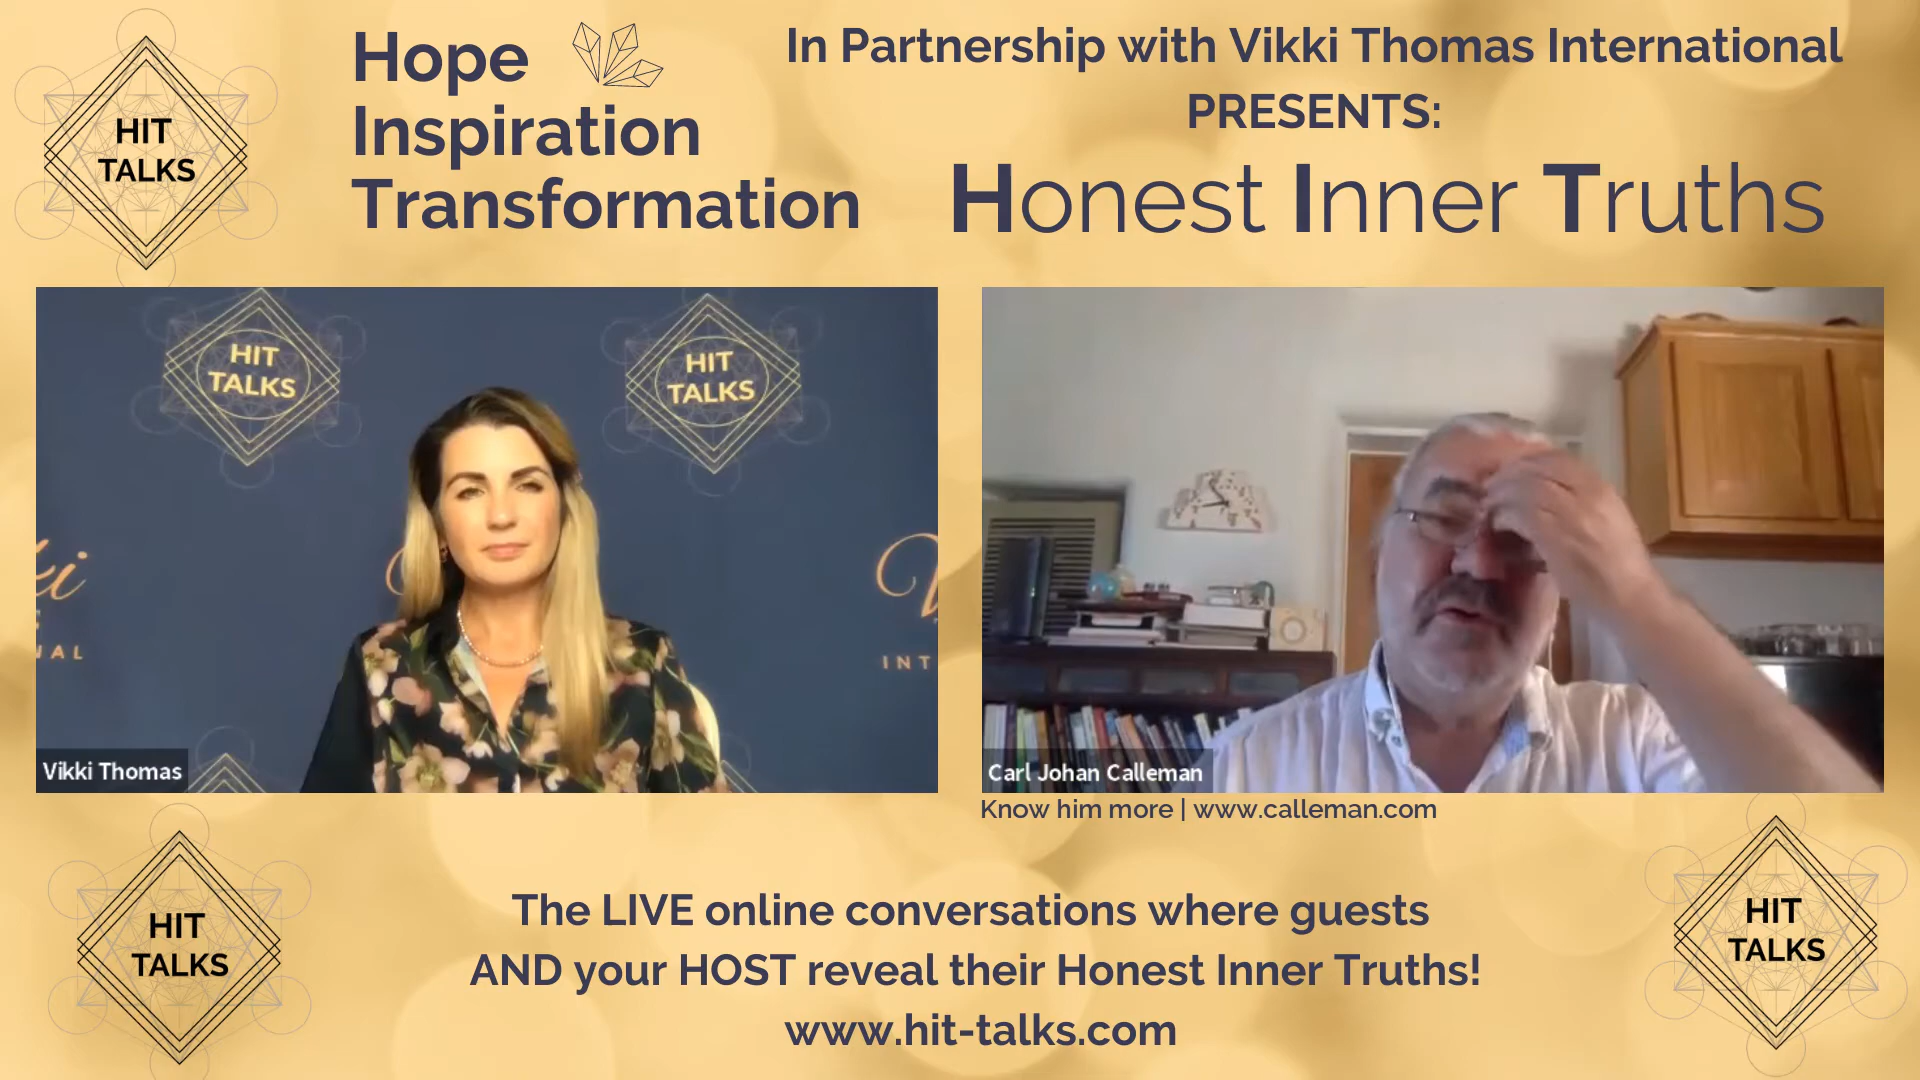 HIT
TALKS
Hope
Inspiration
Transformation
In Partnership with Vikki Thomas International
PRESENTS:
Honest Inner Truths
HIT
TALKS
HIT
TALKS
INT
Vikki Thomas
Carl Johan Calleman
Know him more | www.calleman.com
HIT
TALKS
The LIVE online conversations where guests
AND your HOST reveal their Honest Inner Truths!
www.hit-talks.com
HIT
TALKS